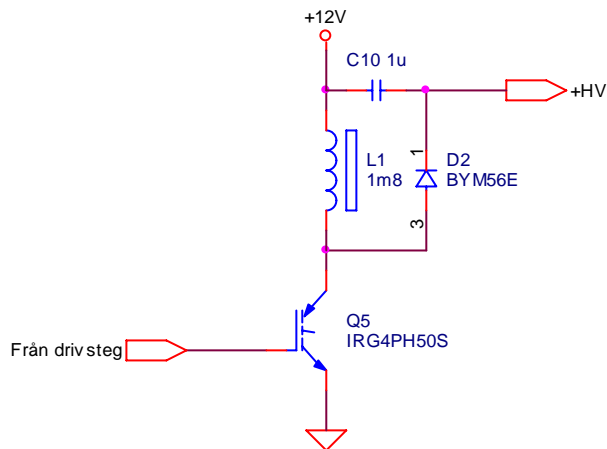 +12V
C10 1u
+HV
L1
1m8
1
D2
BYM56E
3
Q5
IRG4PH50S
Från drivsteg